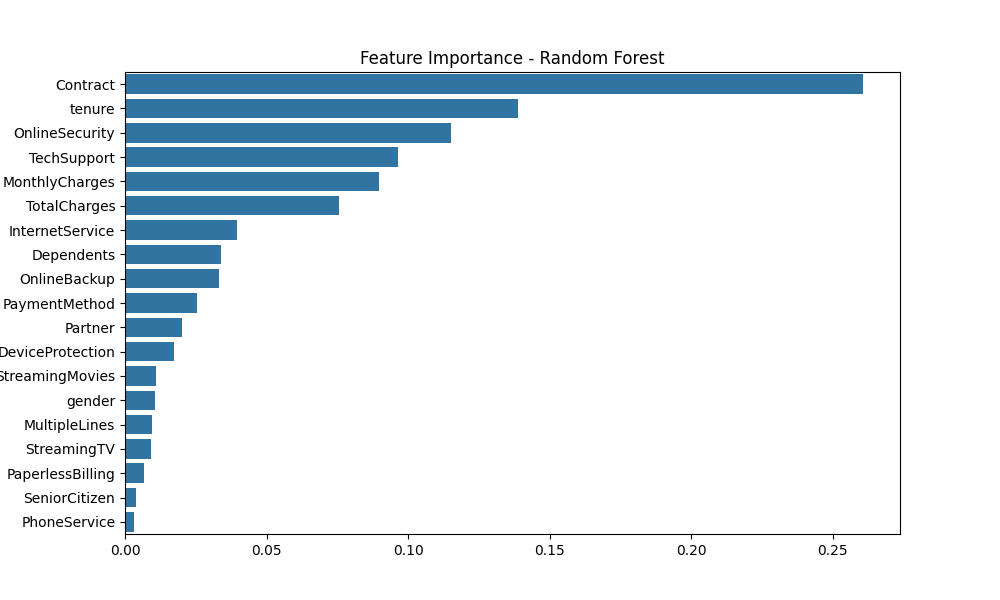 Feature Importance - Random Forest
Contract
tenure
OnlineSecurity
TechSupport
MonthlyCharges
TotalCharges
InternetService
Dependents
OnlineBackup
PaymentMethod
Partner
DeviceProtection
StreamingMovies
gender
MultipleLines
StreamingTV
PaperlessBilling
SeniorCitizen
PhoneService
0.00 0.05 0.10 0.15 0.20 0.25